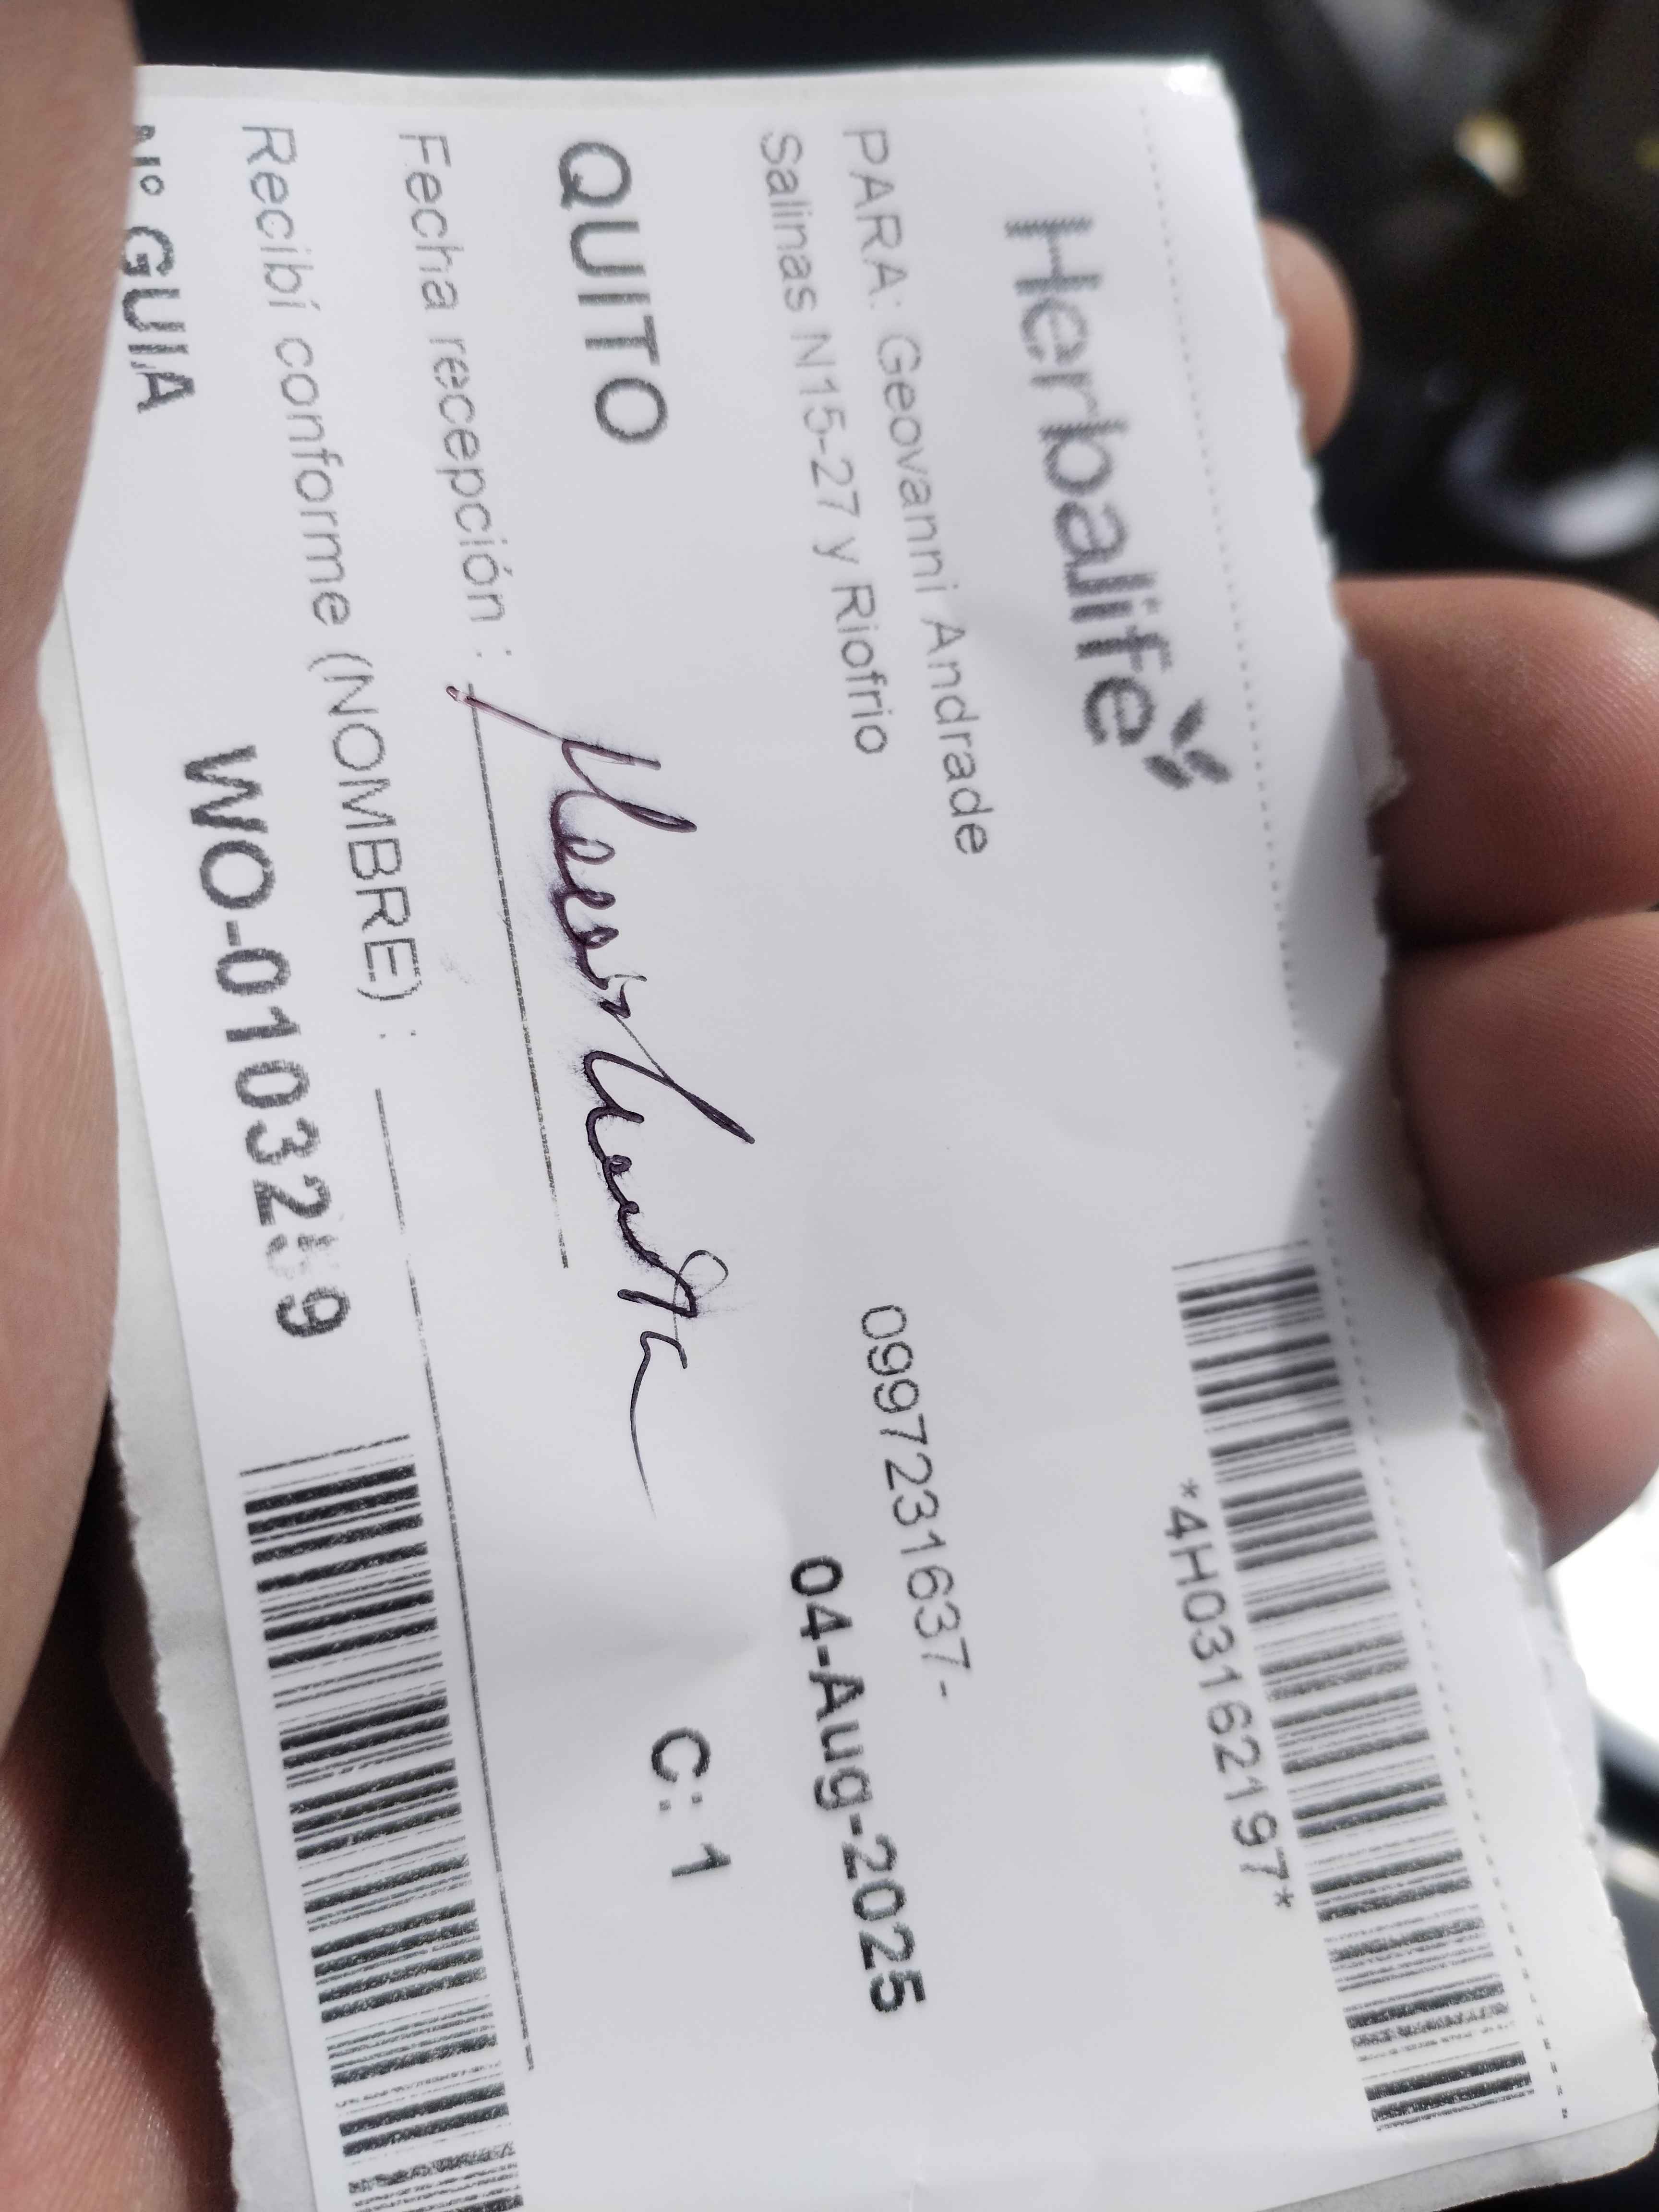 Herbalife
*4H03162197*
PARA: Geovanni Andrade 0997231637-
Salinas N15-27 y Riofrio
04-Aug-2025
QUITO C: 1
Fecha recepción :
Recibí conforme (NOMBRE) :
Nº GUIA